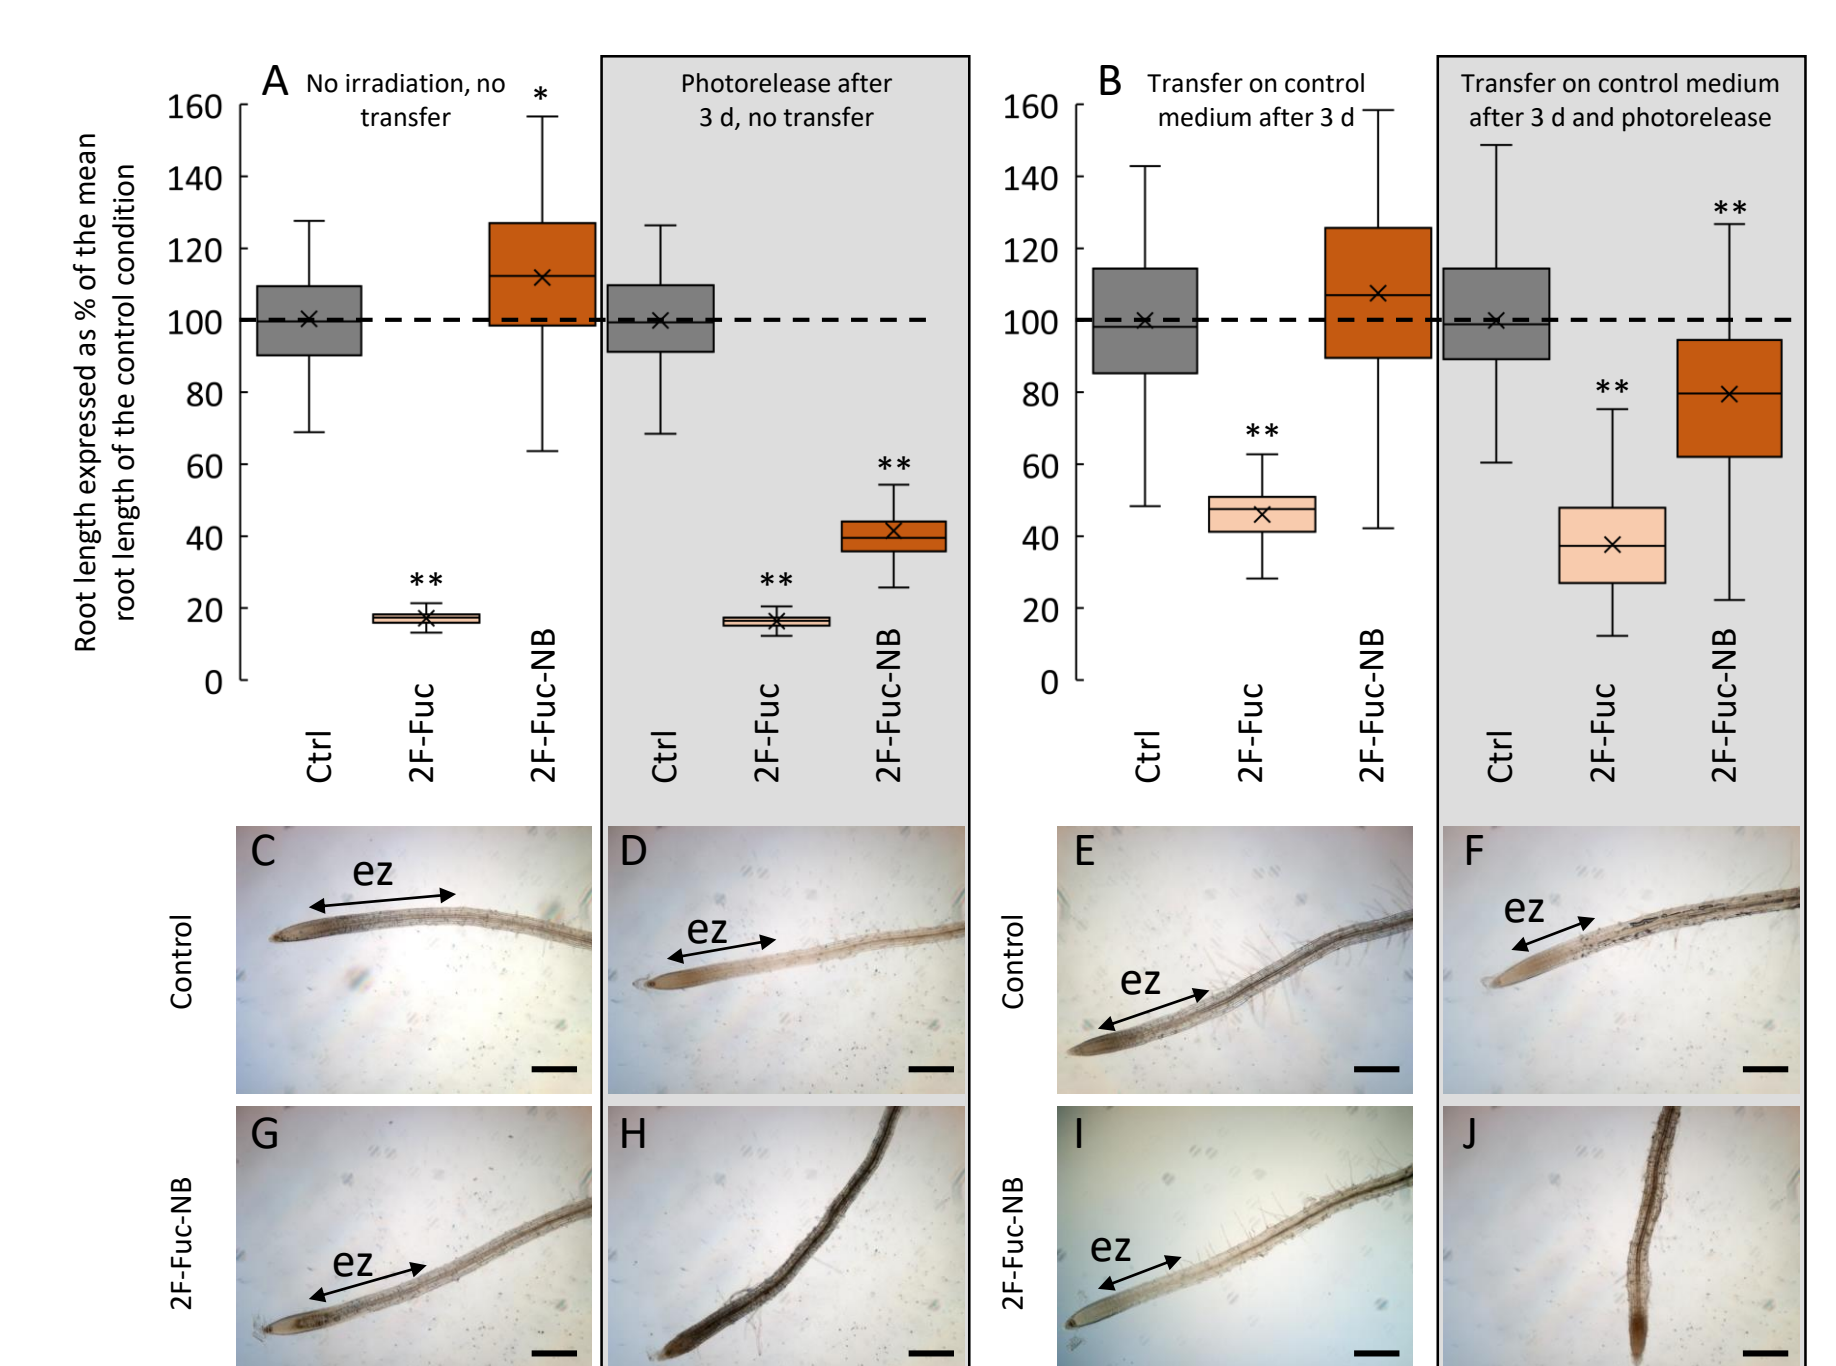 Root length expressed as % of the mean
root length of the control condition
A
No irradiation, no
transfer
Photorelease after
3 d, no transfer
160
140
120
100
80
60
40
20
0
*
**
**
**
Ctrl
2F-Fuc
2F-Fuc-NB
Ctrl
2F-Fuc
2F-Fuc-NB
B
Transfer on control
medium after 3 d
Transfer on control medium
after 3 d and photorelease
160
140
120
100
80
60
40
20
0
**
**
**
Ctrl
2F-Fuc
2F-Fuc-NB
Ctrl
2F-Fuc
2F-Fuc-NB
Control
C
ez
D
ez
Control
E
ez
F
ez
2F-Fuc-NB
G
ez
H
2F-Fuc-NB
I
ez
J